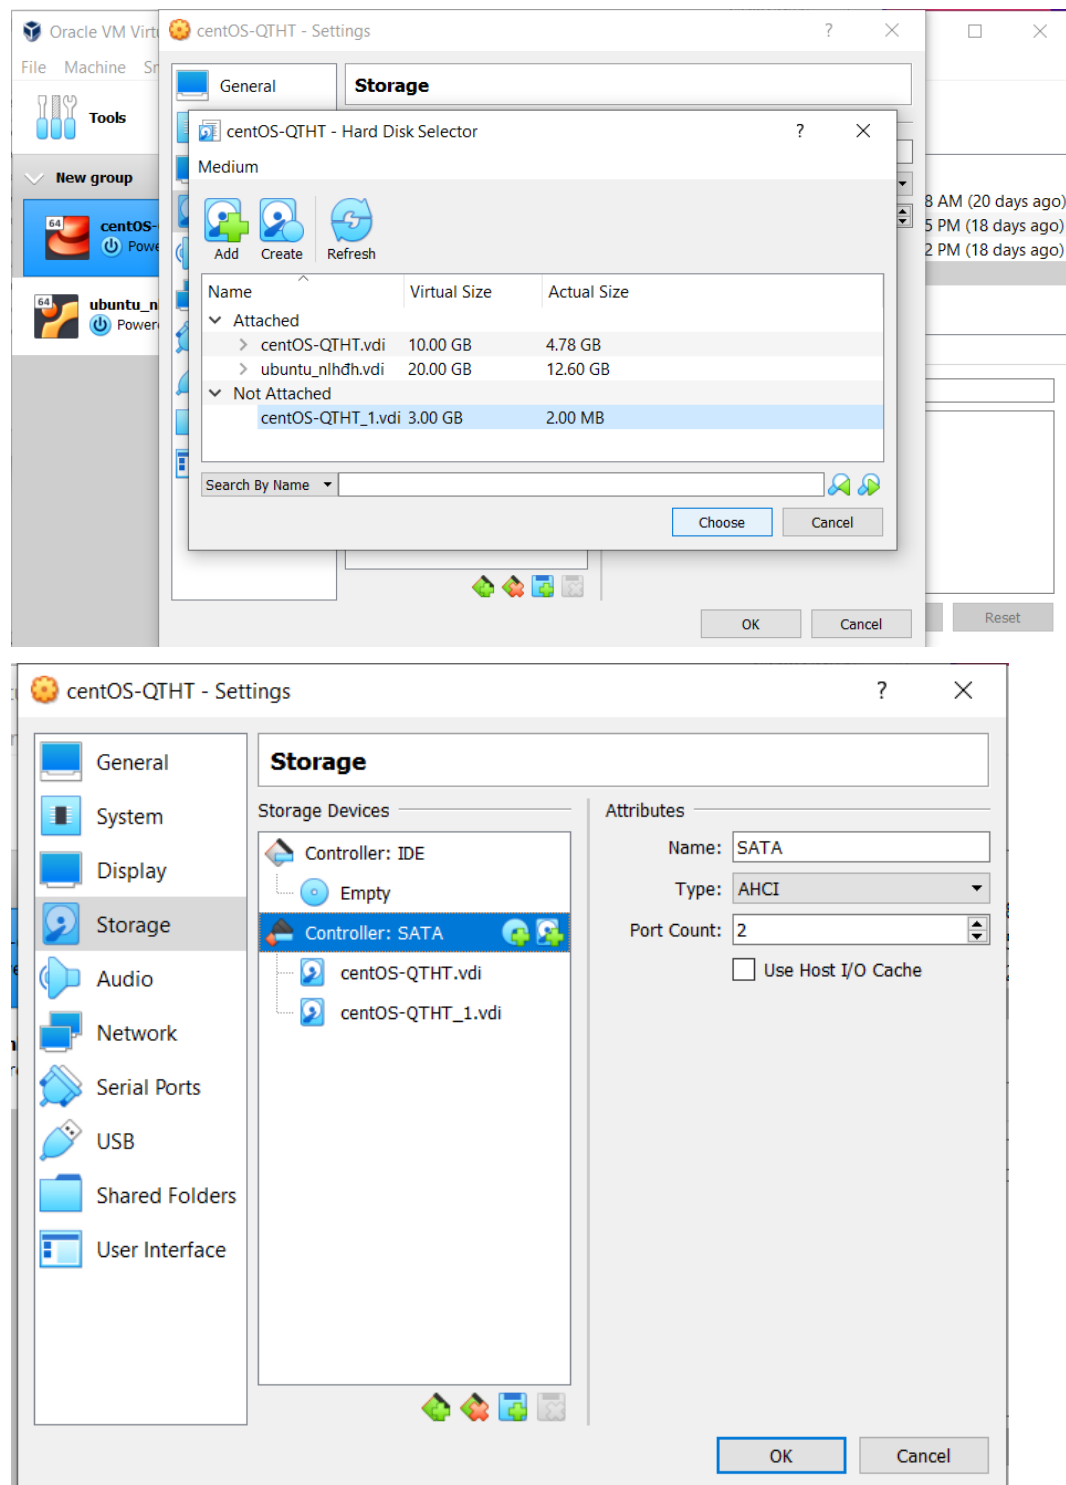 Oracle VM Virt
centOS-QTHT - Settings
?
File Machine Sn
General
Storage
Tools
centOS-QTHT - Hard Disk Selector
?
Medium
New group
8 AM (20 days ago)
64
centOS-
5 PM (18 days ago)
Powe
2 PM (18 days ago)
Add
Create
Refresh
Name
Virtual Size
Actual Size
64
ubuntu_n
Power
Attached
centOS-QTHT.vdi 10.00 GB 4.78 GB
ubuntu_nlhđh.vdi 20.00 GB 12.60 GB
Not Attached
centOS-QTHT_1.vdi 3.00 GB 2.00 MB
Search By Name
Choose
Cancel
OK
Cancel
Reset
centOS-QTHT - Settings
?
General
System
Display
Storage
Audio
Network
Serial Ports
USB
Shared Folders
User Interface
Storage
Storage Devices
Controller: IDE
Empty
Controller: SATA
centOS-QTHT.vdi
centOS-QTHT_1.vdi
Attributes
Name: SATA
Type: AHCI
Port Count: 2
Use Host I/O Cache
OK
Cancel